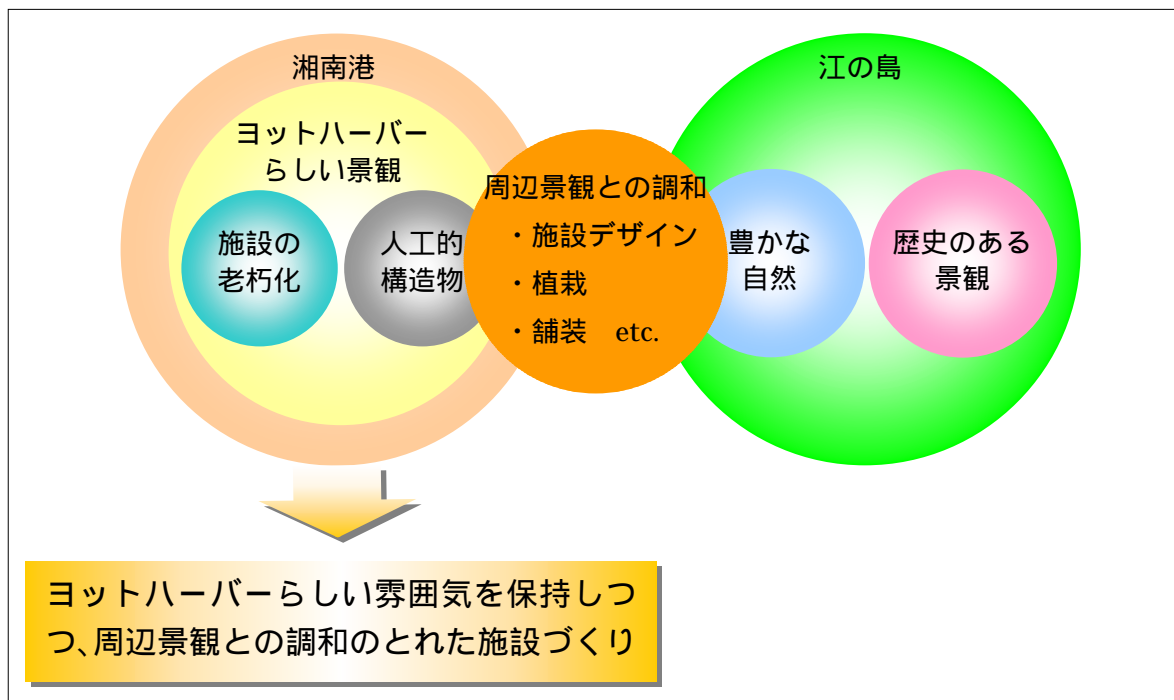 湘南港
江の島
ヨットハーバー
らしい景観
施設の
老朽化
人工的
構造物
周辺景観との調和
・施設デザイン
・植栽
・舗装　etc.
豊かな
自然
歴史のある
景観
ヨットハーバーらしい雰囲気を保持しつ
つ、周辺景観との調和のとれた施設づくり